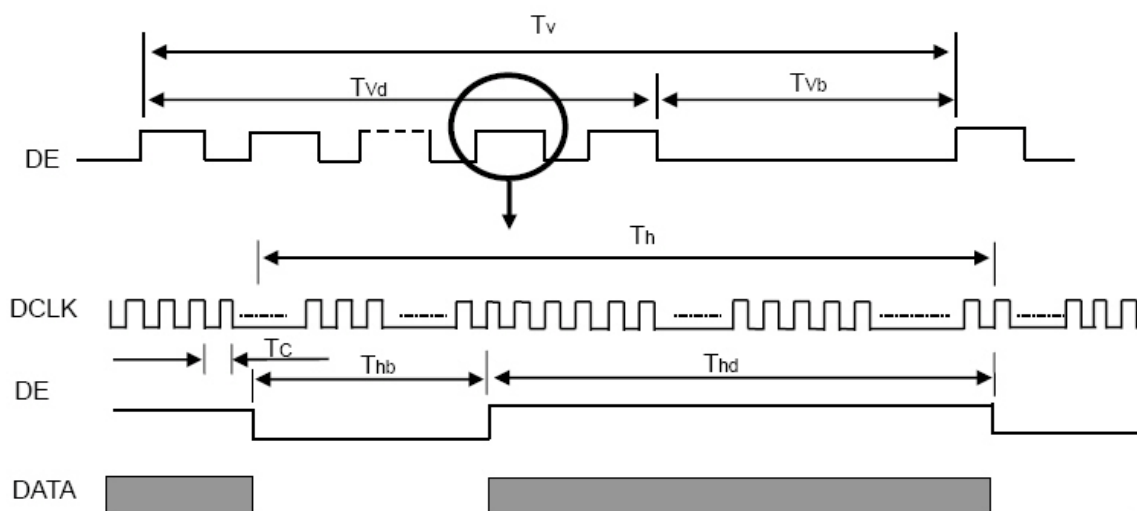 Tv
TVd
TVb
DE
Th
DCLK
TC
Thb
Thd
DE
DATA